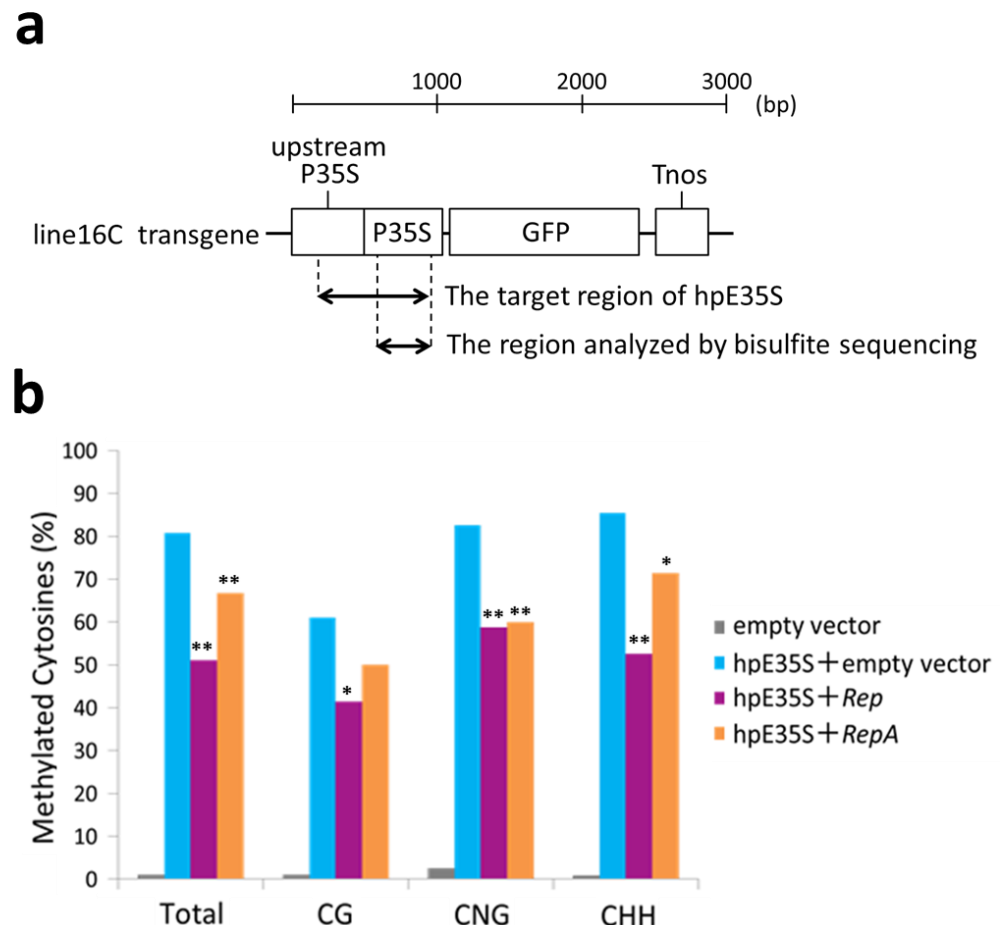 a
1000 2000 3000
(bp)
upstream
P35S
Tnos
line16C transgene P35S GFP
The target region of hpE35S
The region analyzed by bisulfite sequencing
b
Methylated Cytosines (%)
100
90
80
70
60
50
40
30
20
10
0
** **
* 
** **
** *
Total CG CNG CHH
empty vector
hpE35S+empty vector
hpE35S+Rep
hpE35S+RepA